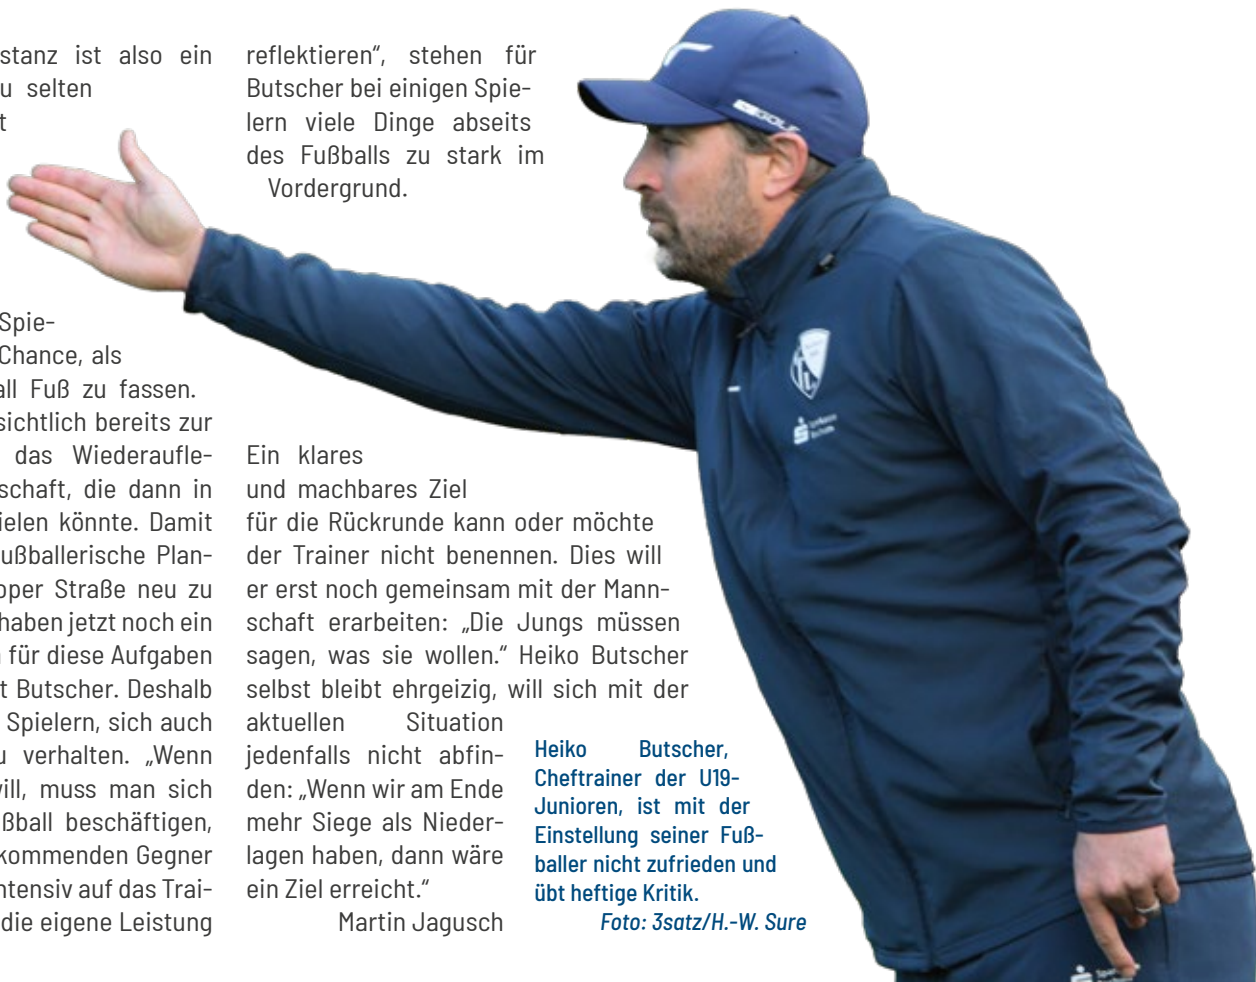 stanz ist also ein
u selten
t
Spie-
Chance, als
all Fuß zu fassen.
sichtlich bereits zur
das Wiederaufle-
schaft, die dann in
ielen könnte. Damit
ußballerische Plan-
oper Straße neu zu
haben jetzt noch ein
für diese Aufgaben
t Butscher. Deshalb
Spielern, sich auch
u verhalten. „Wenn
will, muss man sich
ßball beschäftigen,
kommenden Gegner
ntensiv auf das Trai-
die eigene Leistung
reflektieren“, stehen für
Butscher bei einigen Spie-
lern viele Dinge abseits
des Fußballs zu stark im
Vordergrund.
Ein klares
und machbares Ziel
für die Rückrunde kann oder möchte
der Trainer nicht benennen. Dies will
er erst noch gemeinsam mit der Mann-
schaft erarbeiten: „Die Jungs müssen
sagen, was sie wollen.“ Heiko Butscher
selbst bleibt ehrgeizig, will sich mit der
aktuellen Situation
jedenfalls nicht abfin-
den: „Wenn wir am Ende
mehr Siege als Nieder-
lagen haben, dann wäre
ein Ziel erreicht.“
Martin Jagusch
Heiko Butscher,
Cheftrainer der U19-
Junioren, ist mit der
Einstellung seiner Fuß-
baller nicht zufrieden und
übt heftige Kritik.
Foto: 3satz/H.-W. Sure
GOLF
Sparkasse
Bochum